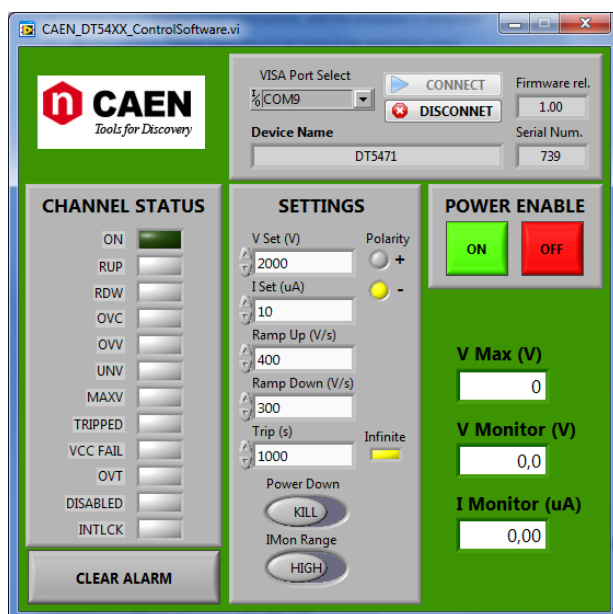 CAEN_DT54XX_ControlSoftware.vi
n CAEN
Tools for Discovery
VISA Port Select
I/O COM9
CONNECT
DISCONNET
Firmware rel.
1.00
Device Name
DT5471
Serial Num.
739
CHANNEL STATUS
ON
RUP
RDW
OVC
OVV
UNV
MAXV
TRIPPED
VCC FAIL
OVT
DISABLED
INTLCK
CLEAR ALARM
SETTINGS
V Set (V)
2000
Polarity
+
-
I Set (uA)
10
Ramp Up (V/s)
400
Ramp Down (V/s)
300
Trip (s)
1000
Infinite
Power Down
KILL
IMon Range
HIGH
POWER ENABLE
ON OFF
V Max (V)
0
V Monitor (V)
0,0
I Monitor (uA)
0,00